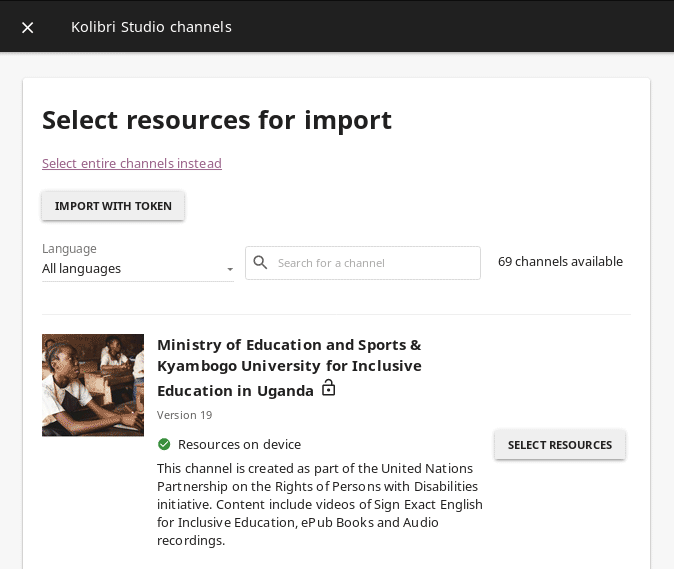 Kolibri Studio channels
Select resources for import
Select entire channels instead
IMPORT WITH TOKEN
Language
All languages
Search for a channel
69 channels available
Ministry of Education and Sports &
Kyambogo University for Inclusive
Education in Uganda
Version 19
Resources on device
SELECT RESOURCES
This channel is created as part of the United Nations
Partnership on the Rights of Persons with Disabilities
initiative. Content include videos of Sign Exact English
for Inclusive Education, ePub Books and Audio
recordings.